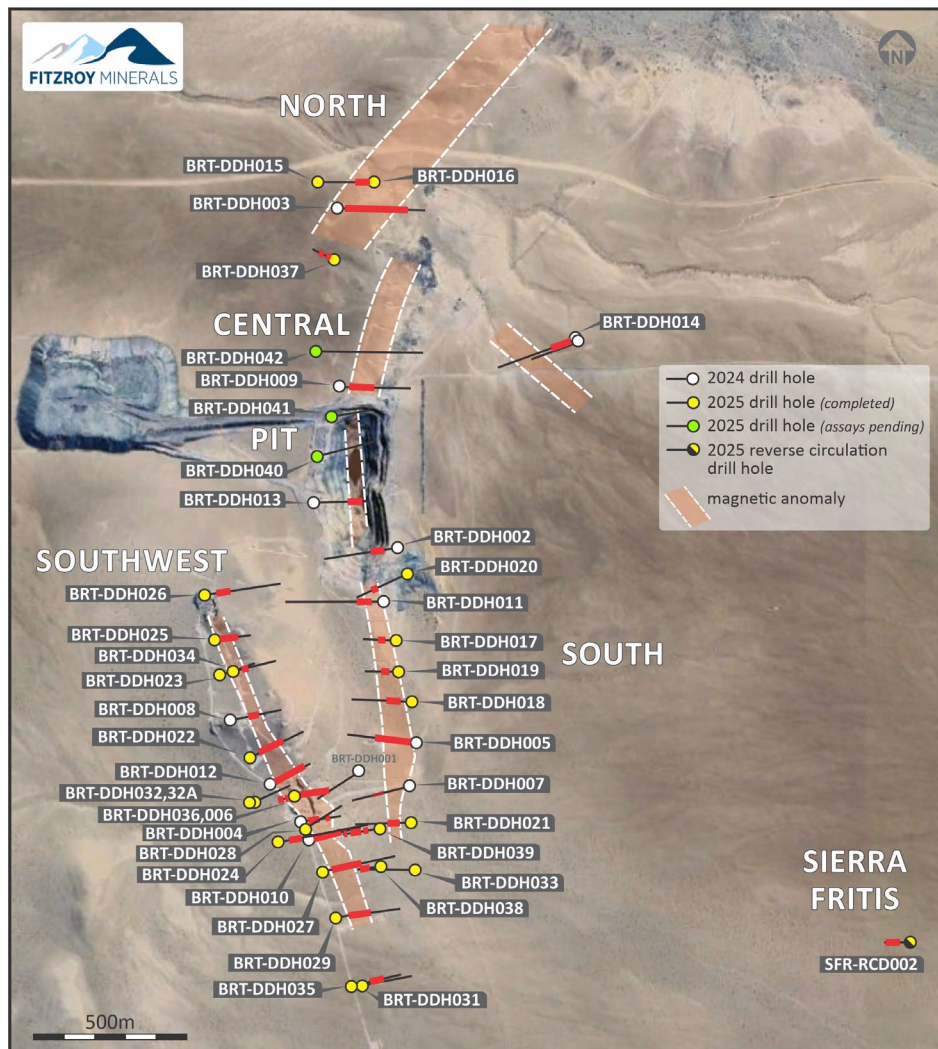 FITZROY MINERALS
N
NORTH
BRT-DDH015
BRT-DDH016
BRT-DDH003
BRT-DDH037
CENTRAL
BRT-DDH014
BRT-DDH042
BRT-DDH009
BRT-DDH041
PIT
BRT-DDH040
BRT-DDH013
2024 drill hole
2025 drill hole (completed)
2025 drill hole (assays pending)
2025 reverse circulation
drill hole
magnetic anomaly
BRT-DDH002
SOUTHWEST
BRT-DDH020
BRT-DDH026
BRT-DDH011
BRT-DDH025
BRT-DDH017
SOUTH
BRT-DDH034
BRT-DDH019
BRT-DDH023
BRT-DDH018
BRT-DDH008
BRT-DDH022
BRT-DDH005
BRT-DDH001
BRT-DDH012
BRT-DDH007
BRT-DDH032,32A
BRT-DDH036,006
BRT-DDH021
BRT-DDH004
BRT-DDH028
BRT-DDH039
BRT-DDH024
BRT-DDH033
BRT-DDH010
BRT-DDH038
BRT-DDH027
SIERRA
FRITIS
BRT-DDH029
SFR-RCD002
BRT-DDH035
BRT-DDH031
500m